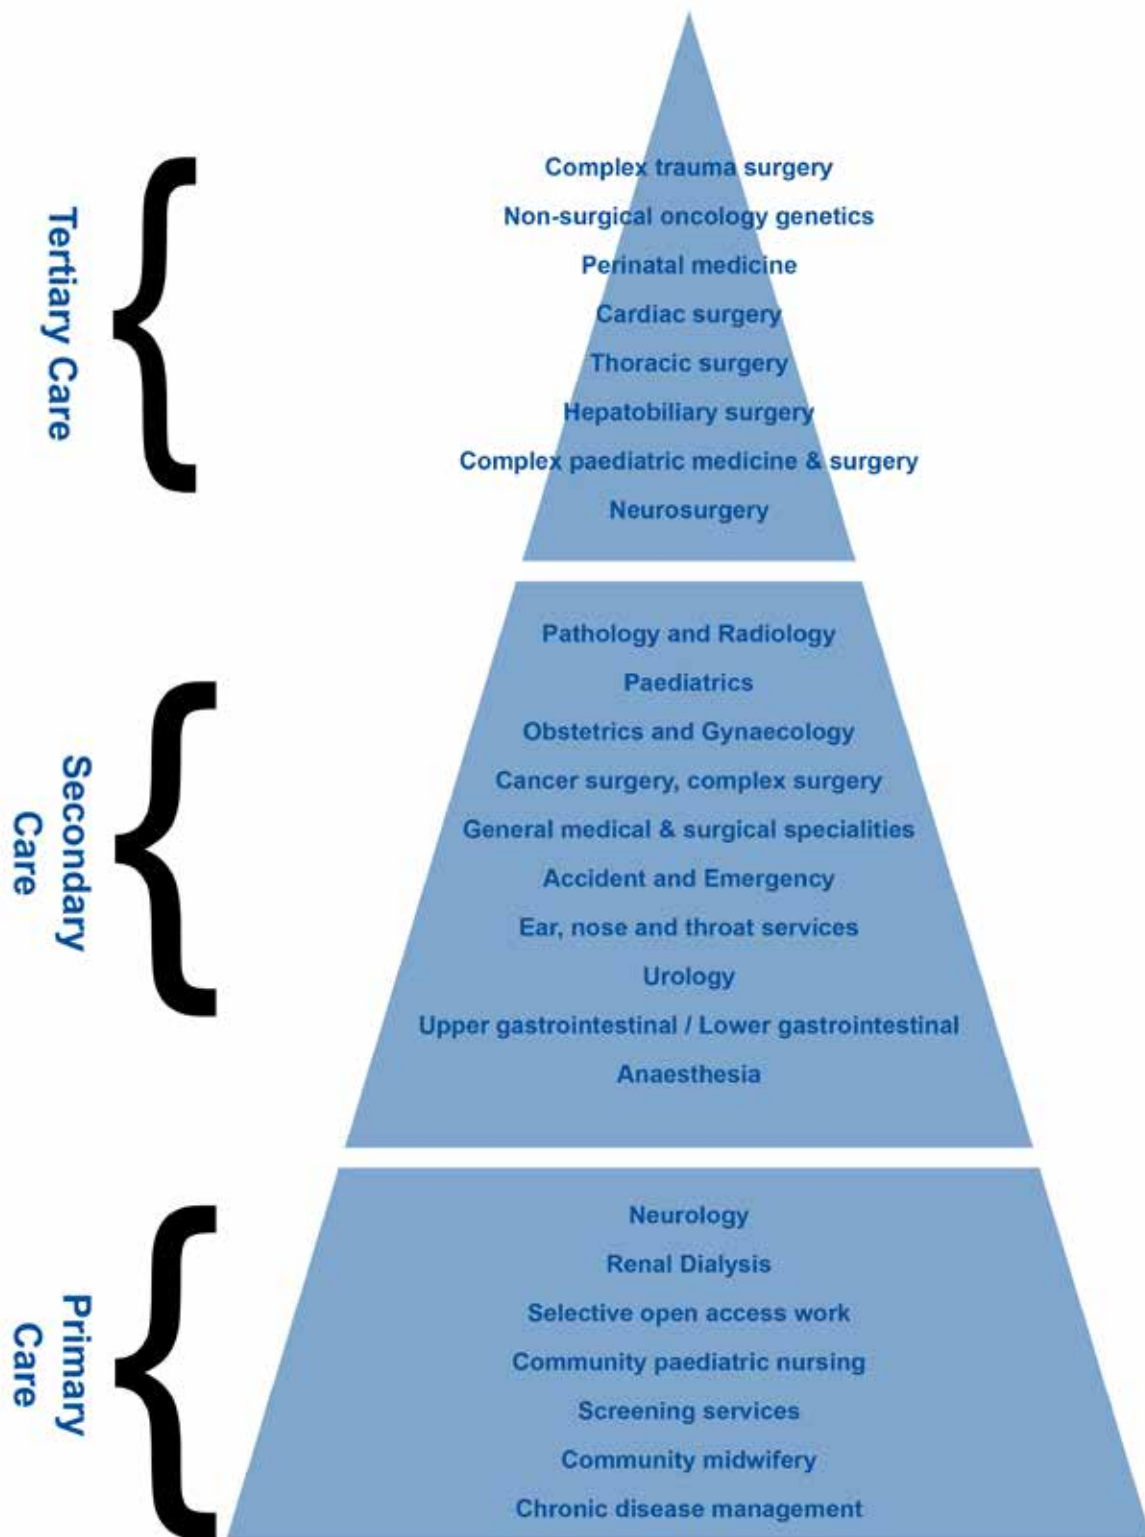 Tertiary Care
Complex trauma surgery
Non-surgical oncology genetics
Perinatal medicine
Cardiac surgery
Thoracic surgery
Hepatobiliary surgery
Complex paediatric medicine & surgery
Neurosurgery
Secondary
Care
Pathology and Radiology
Paediatrics
Obstetrics and Gynaecology
Cancer surgery, complex surgery
General medical & surgical specialities
Accident and Emergency
Ear, nose and throat services
Urology
Upper gastrointestinal / Lower gastrointestinal
Anaesthesia
Primary
Care
Neurology
Renal Dialysis
Selective open access work
Community paediatric nursing
Screening services
Community midwifery
Chronic disease management